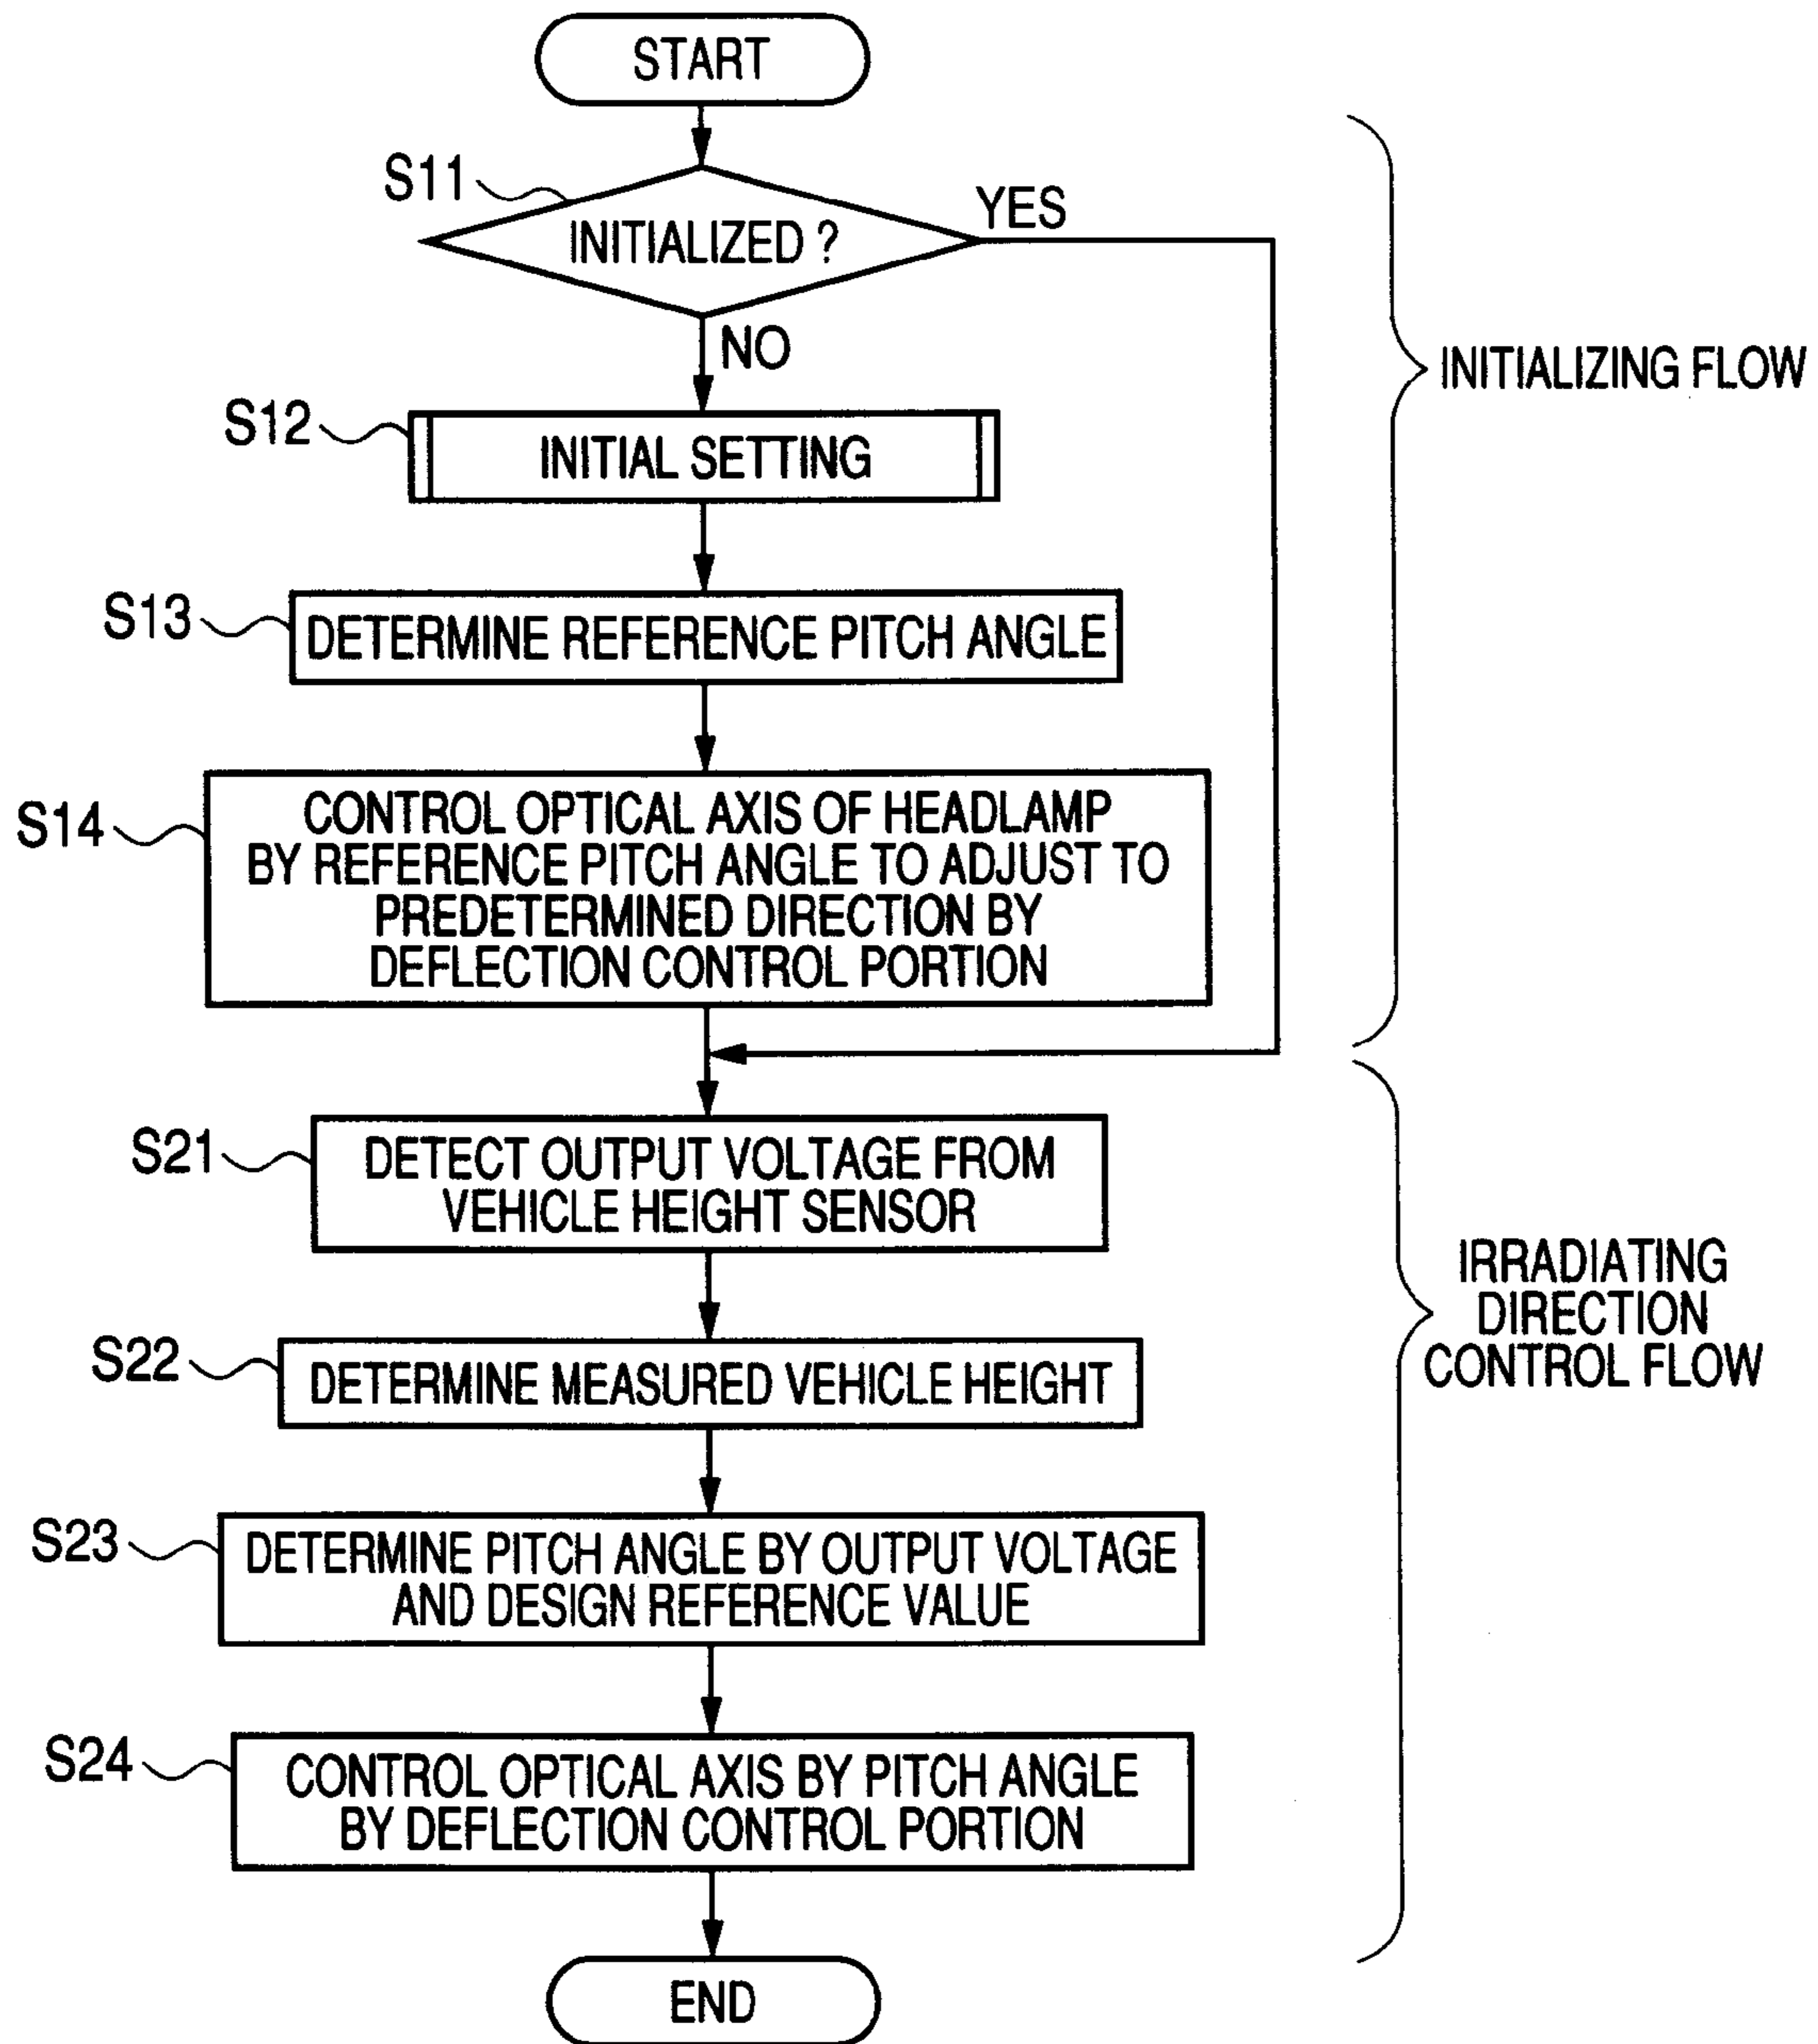 START
S11
INITIALIZED ?
YES
NO
INITIALIZING FLOW
S12
INITIAL SETTING
S13
DETERMINE REFERENCE PITCH ANGLE
S14
CONTROL OPTICAL AXIS OF HEADLAMP
BY REFERENCE PITCH ANGLE TO ADJUST TO
PREDETERMINED DIRECTION BY
DEFLECTION CONTROL PORTION
S21
DETECT OUTPUT VOLTAGE FROM
VEHICLE HEIGHT SENSOR
IRRADIATING
DIRECTION
CONTROL FLOW
S22
DETERMINE MEASURED VEHICLE HEIGHT
S23
DETERMINE PITCH ANGLE BY OUTPUT VOLTAGE
AND DESIGN REFERENCE VALUE
S24
CONTROL OPTICAL AXIS BY PITCH ANGLE
BY DEFLECTION CONTROL PORTION
END